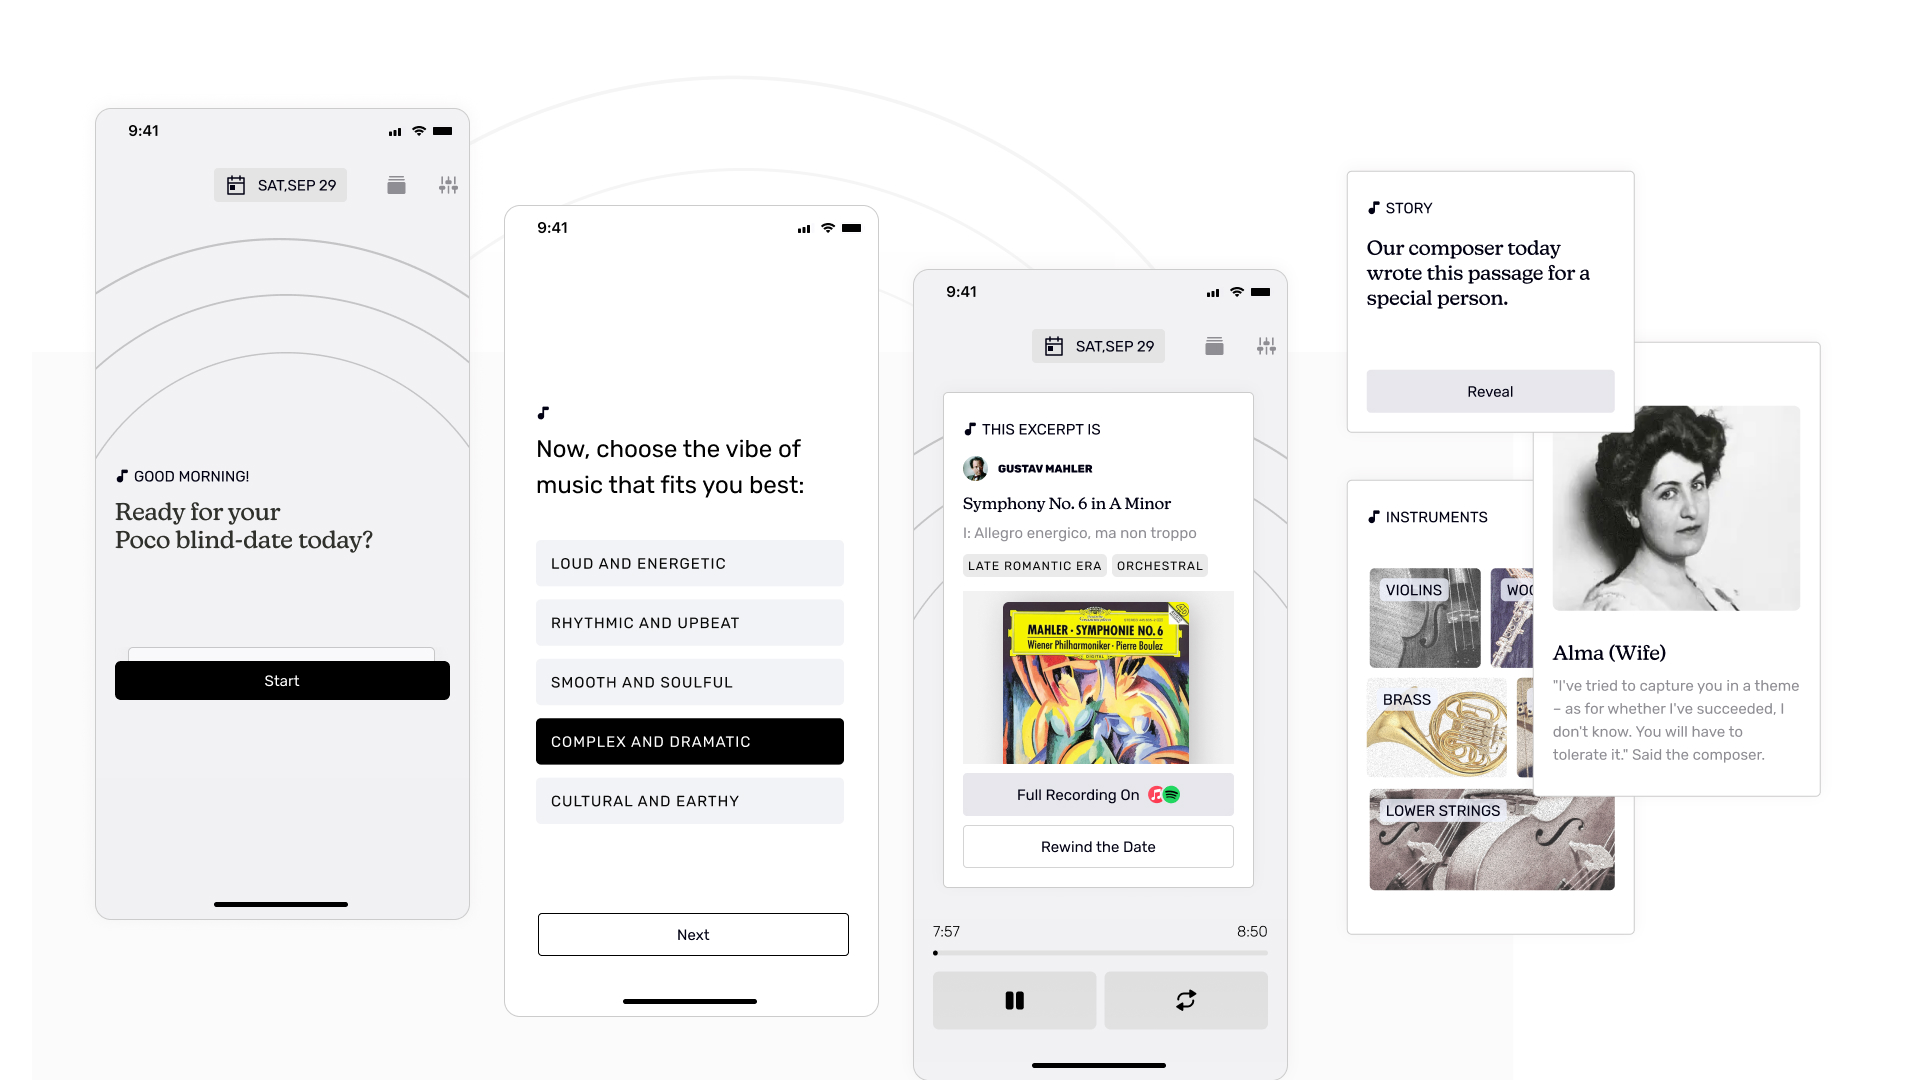 9:41
SAT,SEP 29
GOOD MORNING!
Ready for your
Poco blind-date today?
Start
9:41
Now, choose the vibe of
music that fits you best:
LOUD AND ENERGETIC
RHYTHMIC AND UPBEAT
SMOOTH AND SOULFUL
COMPLEX AND DRAMATIC
CULTURAL AND EARTHY
Next
9:41
SAT,SEP 29
THIS EXCERPT IS
GUSTAV MAHLER
Symphony No. 6 in A Minor
I: Allegro energico, ma non troppo
LATE ROMANTIC ERA ORCHESTRAL
MAHLER · SYMPHONIE NO. 6
Wiener Philharmoniker · Pierre Boulez
DIGITAL
Full Recording On
Rewind the Date
7:57 8:50
STORY
Our composer today
wrote this passage for a
special person.
Reveal
INSTRUMENTS
VIOLINS
WOO
BRASS
LOWER STRINGS
Alma (Wife)
"I've tried to capture you in a theme
– as for whether I've succeeded, I
don't know. You will have to
tolerate it." Said the composer.